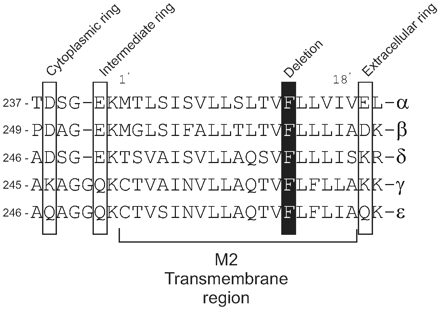 Cytoplasmic ring
Intermediate ring
Deletion
Extracellular ring
1´ 18´
237-TDSG-EKMTLSISVLLSLTVFLLVIVEL-α
249-PDAG-EKMGLSIFALLTLTVFLLLIADK-β
246-ADSG-EKTSVAISVLLAQSVFLLLISKR-δ
245-AKAGGQKCTVAINVLLAQTVFLFLLAKK-γ
246-AQAGGQKCTVSINVLLAQTVFLFLIAQK-ε
M2
Transmembrane
region